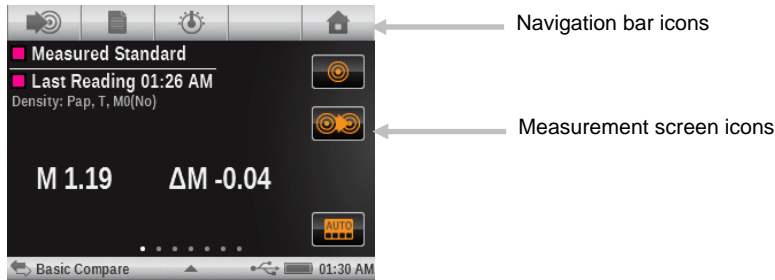 Navigation bar icons
Measured Standard
Last Reading 01:26 AM
Density: Pap, T, M0(No)
Measurement screen icons
M 1.19 ΔM -0.04
AUTO
Basic Compare 01:30 AM